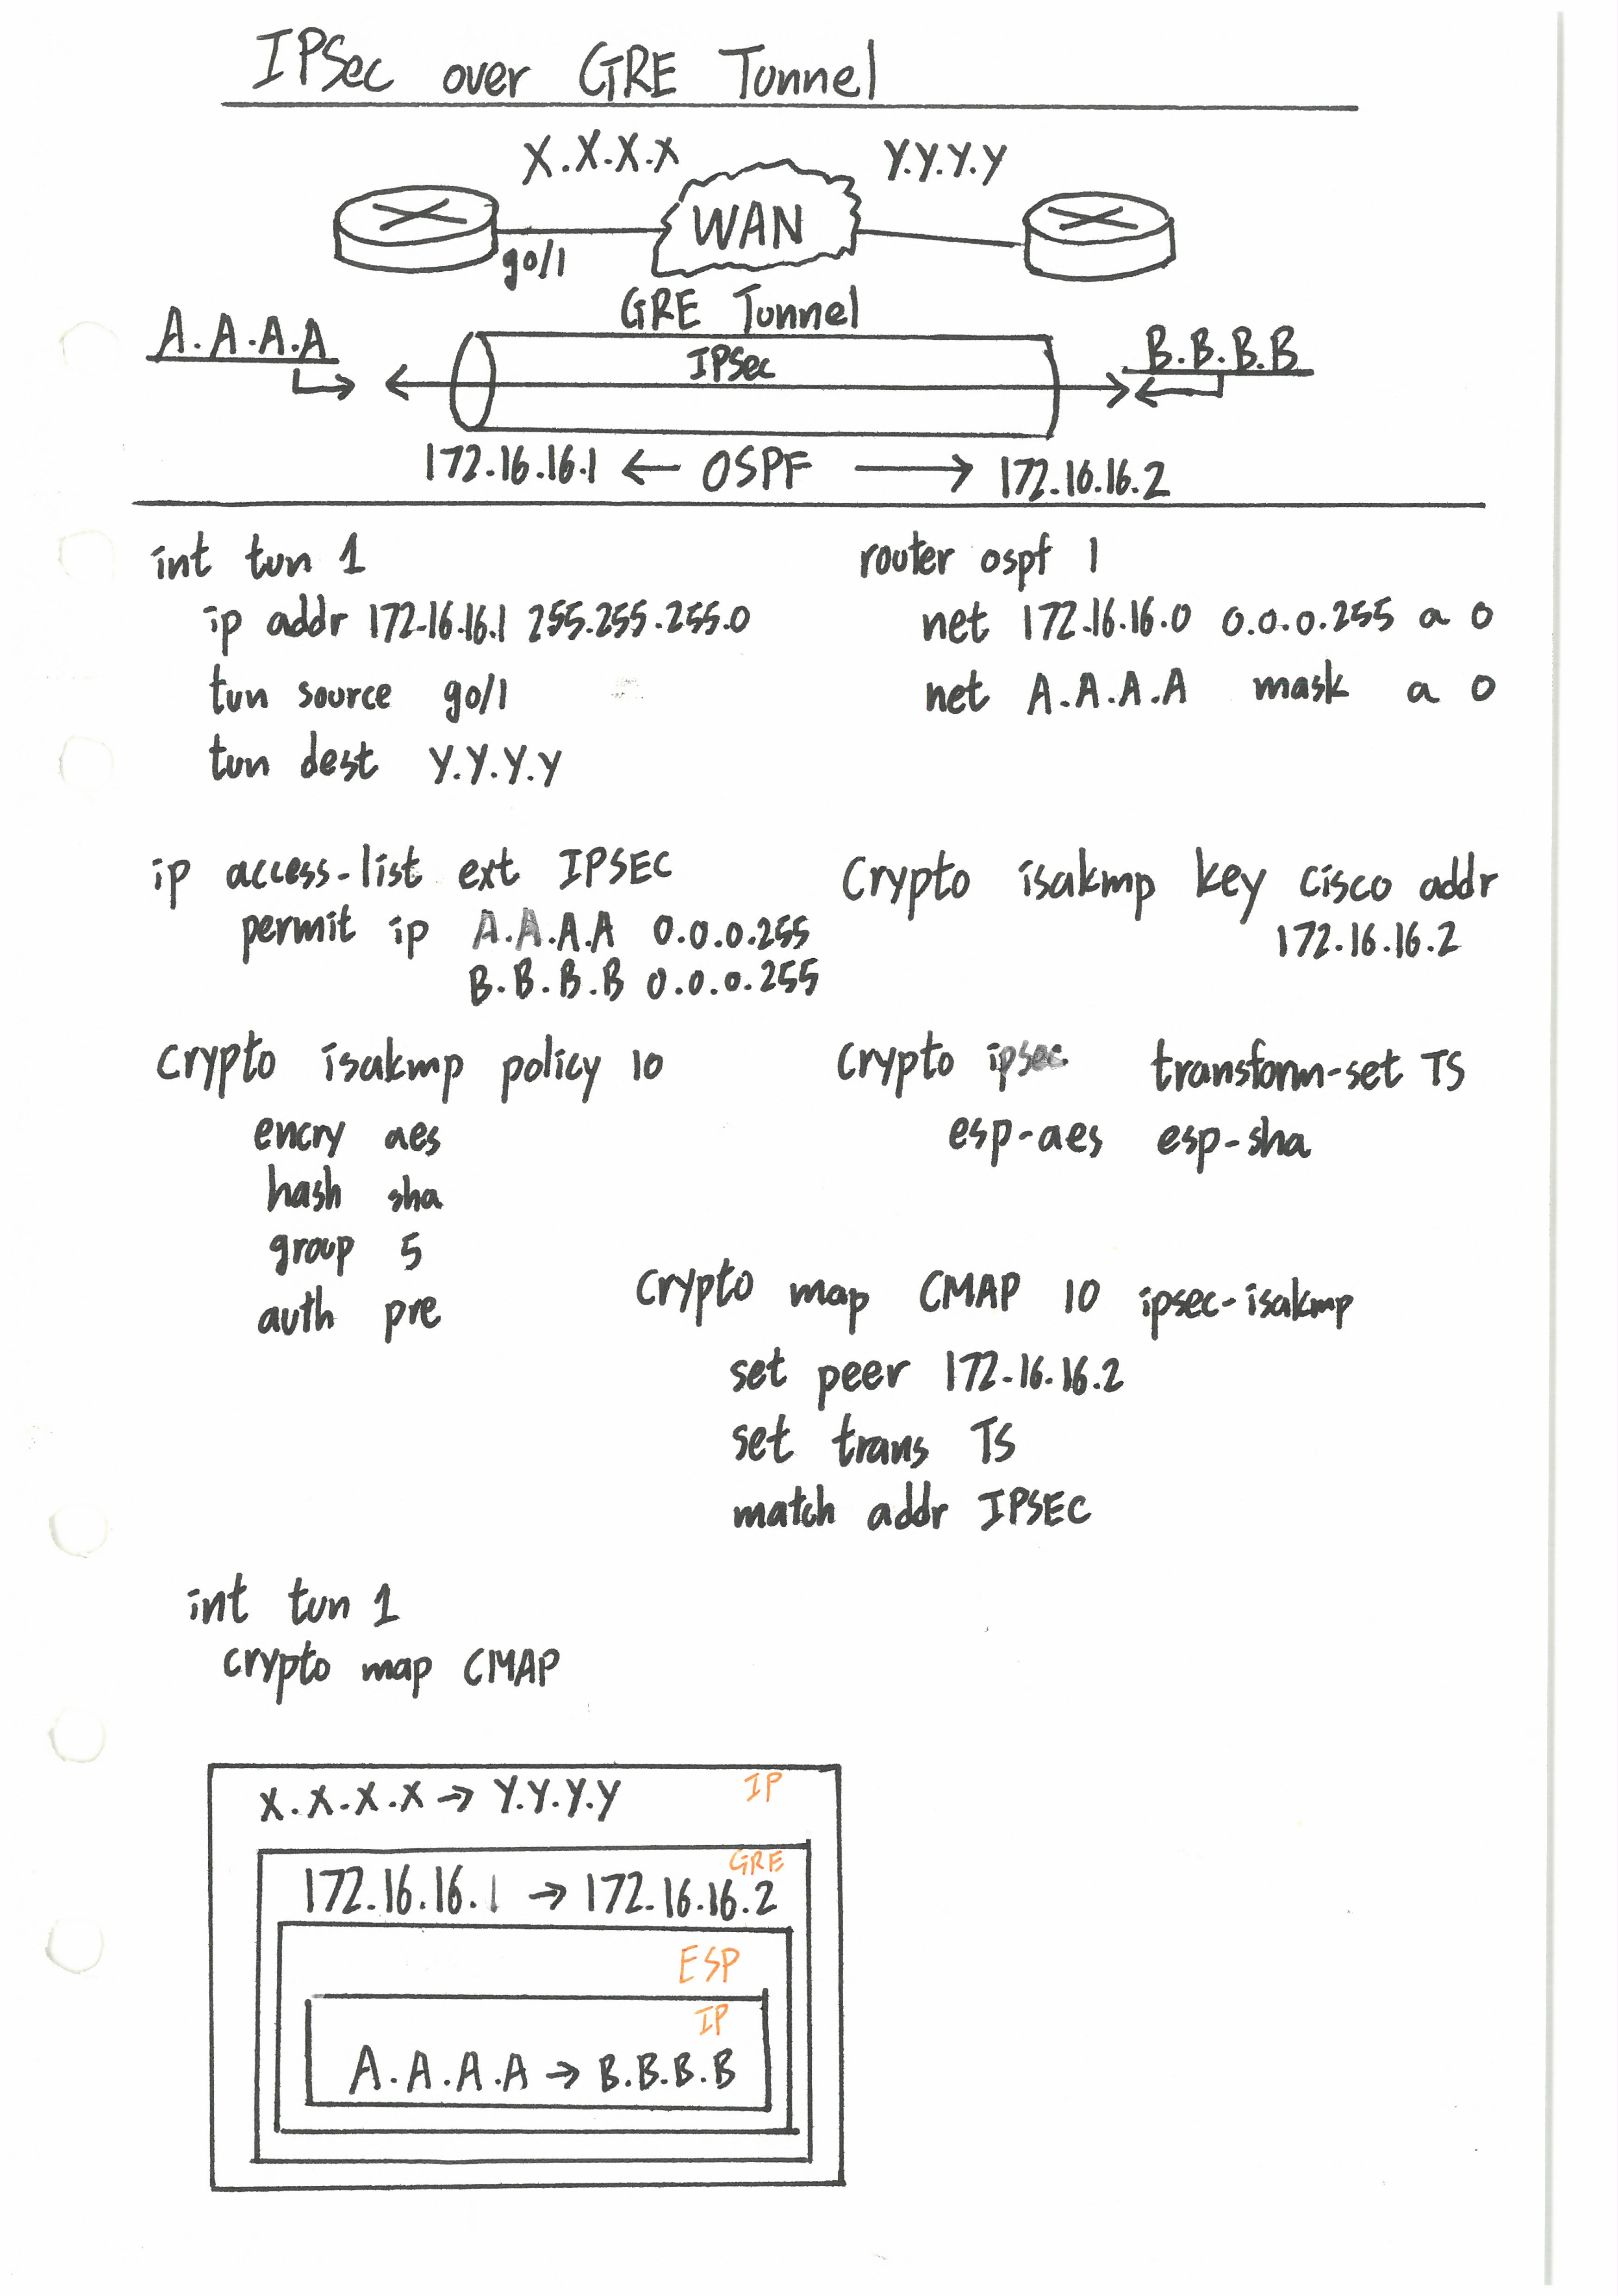 IPSec over GRE Tunnel
X.X.X.X
Y.Y.Y.Y
WAN
g0/1
GRE Tunnel
A.A.A.A
IPSec
B.B.B.B
172.16.16.1 ← OSPF → 172.16.16.2
int tun 1
ip addr 172.16.16.1 255.255.255.0
tun source g0/1
tun dest Y.Y.Y.Y
router ospf 1
net 172.16.16.0 0.0.0.255 a 0
net A.A.A.A mask a 0
ip access-list ext IPSEC
permit ip A.A.A.A 0.0.0.255
B.B.B.B 0.0.0.255
Crypto isakmp key cisco addr
172.16.16.2
crypto isakmp policy 10
encry aes
hash sha
group 5
auth pre
crypto ipsec transform-set TS
esp-aes esp-sha
crypto map CMAP 10 ipsec-isakmp
set peer 172.16.16.2
set trans TS
match addr IPSEC
int tun 1
crypto map CMAP
X.X.X.X → Y.Y.Y.Y IP
GRE
172.16.16.1 → 172.16.16.2
ESP
IP
A.A.A.A → B.B.B.B